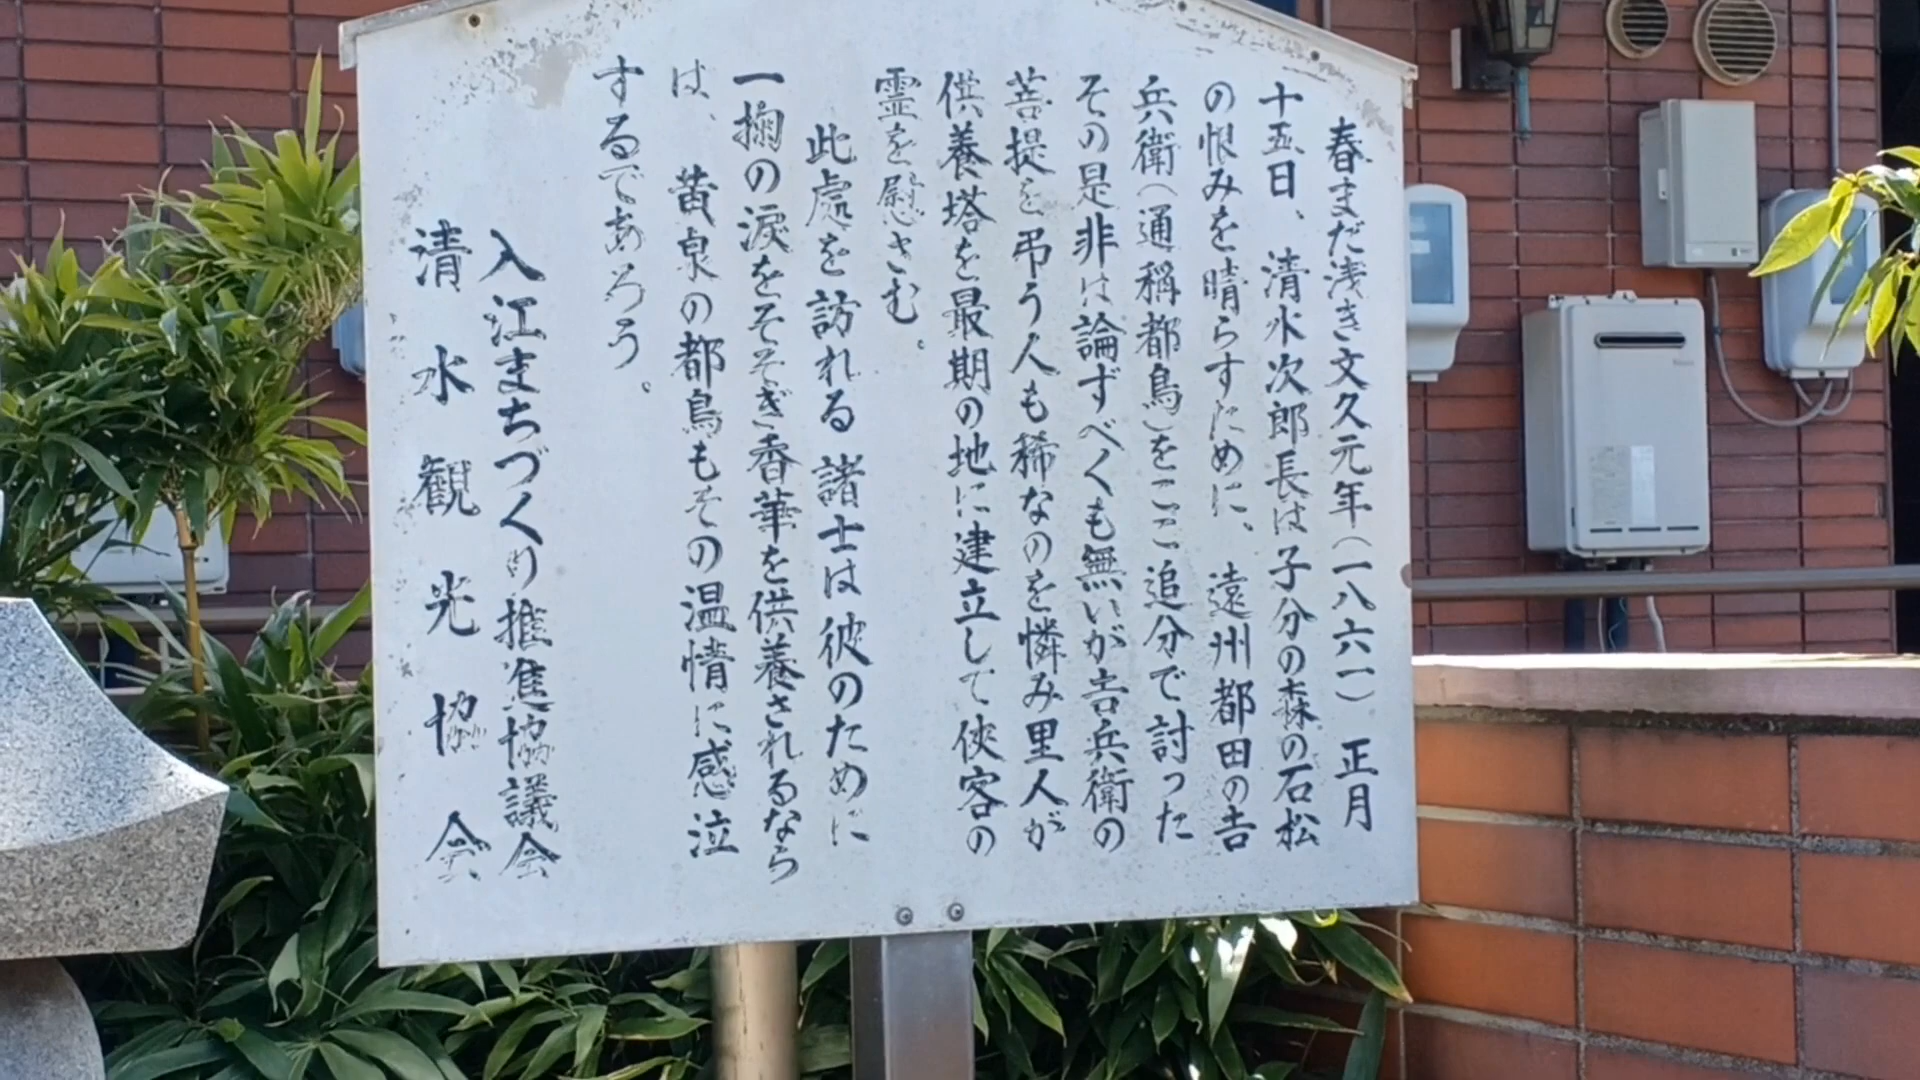 春まだ浅き文久元年(一八六一)正月
十五日、清水次郎長は子分の森の石松
の恨みを晴らすために、遠州都田の吉
兵衛(通稱都鳥)をここ追分で討った
その是非は論ずべくも無いが吉兵衛の
菩提を弔う人も稀なのを憐み里人が
供養塔を最期の地に建立して侠客の
霊を慰さむ。
此處を訪れる諸士は彼のために
一掬の涙をそそぎ香華を供養されるなら
は、黄泉の都鳥もその温情に感泣
するであろう。
入江まちづくり推進協議会
清水観光協会